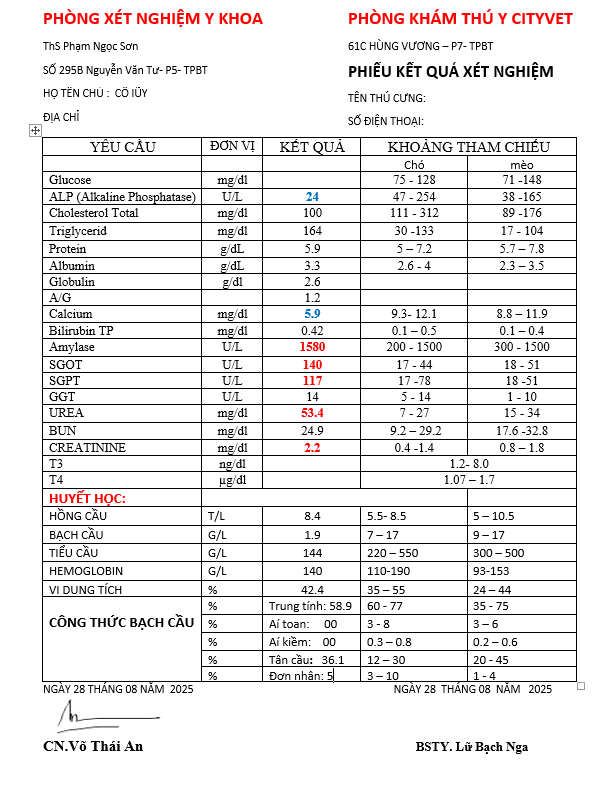 PHÒNG XÉT NGHIỆM Y KHOA PHÒNG KHÁM THÚ Y CITYVET
ThS Phạm Ngọc Sơn 61C HÙNG VƯƠNG – P7- TPBT
SỐ 295B Nguyễn Văn Tư- P5- TPBT PHIẾU KẾT QUẢ XÉT NGHIỆM
HỌ TÊN CHỦ : CÔ IŨY TÊN THÚ CƯNG:
ĐỊA CHỈ SỐ ĐIỆN THOẠI:
YÊU CẦU ĐƠN VỊ KẾT QUẢ KHOẢNG THAM CHIẾU
Chó mèo
Glucose mg/dl 75 - 128 71 -148
ALP (Alkaline Phosphatase) U/L 24 47 - 254 38 -165
Cholesterol Total mg/dl 100 111 - 312 89 -176
Triglycerid mg/dl 164 30 -133 17 - 104
Protein g/dL 5.9 5 – 7.2 5.7 – 7.8
Albumin g/dL 3.3 2.6 - 4 2.3 – 3.5
Globulin g/dl 2.6
A/G 1.2
Calcium mg/dl 5.9 9.3- 12.1 8.8 – 11.9
Bilirubin TP mg/dl 0.42 0.1 – 0.5 0.1 – 0.4
Amylase U/L 1580 200 - 1500 300 - 1500
SGOT U/L 140 17 - 44 18 - 51
SGPT U/L 117 17 -78 18 -51
GGT U/L 14 5 - 14 1 - 10
UREA mg/dl 53.4 7 - 27 15 - 34
BUN mg/dl 24.9 9.2 – 29.2 17.6 -32.8
CREATININE mg/dl 2.2 0.4 -1.4 0.8 – 1.8
T3 ng/dl 1.2- 8.0
T4 µg/dl 1.07 – 1.7
HUYẾT HỌC:
HỒNG CẦU T/L 8.4 5.5- 8.5 5 – 10.5
BẠCH CẦU G/L 1.9 7 – 17 9 – 17
TIỂU CẦU G/L 144 220 – 550 300 – 500
HEMOGLOBIN G/L 140 110-190 93-153
VI DUNG TÍCH % 42.4 35 – 55 24 – 44
CÔNG THỨC BẠCH CẦU % Trung tính: 58.9 60 - 77 35 - 75
% Aí toan: 00 3 - 8 3 – 6
% Aí kiềm: 00 0.3 – 0.8 0.2 – 0.6
% Tân cầu: 36.1 12 – 30 20 - 45
% Đơn nhân: 5 3 – 10 1 - 4
NGÀY 28 THÁNG 08 NĂM 2025 NGÀY 28 THÁNG 08 NĂM 2025
CN.Võ Thái An BSTY. Lữ Bạch Nga